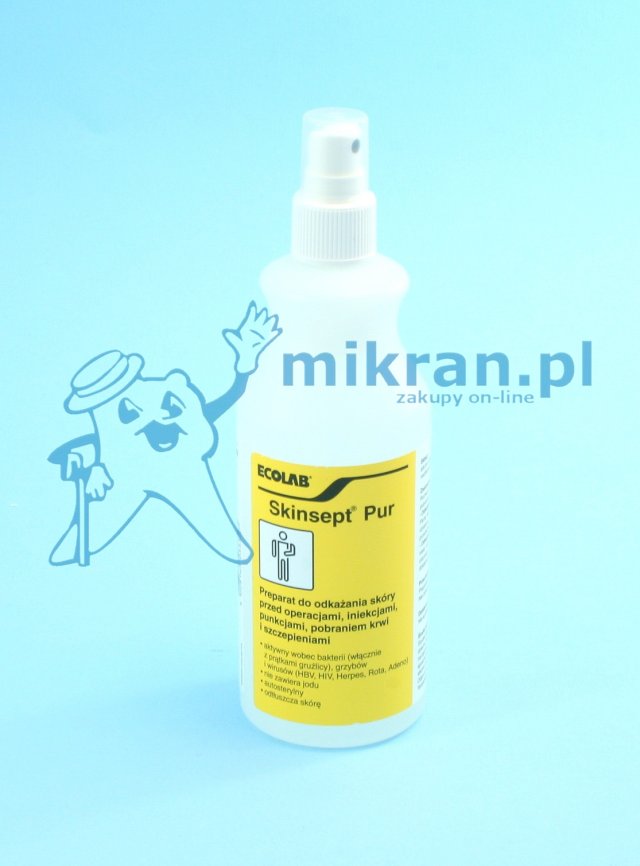 mikran.pl
zakupy on-line
ECOLAB®
Skinsept® Pur
Preparat do odkażania skóry
przed operacjami, iniekcjami,
punkcjami, pobraniem krwi
i szczepieniami
• aktywny wobec bakterii (włącznie
z prątkami gruźlicy), grzybów
i wirusów (HBV, HIV, Herpes, Rota, Adeno)
• nie zawiera jodu
• autosterylny
• odtłuszcza skórę